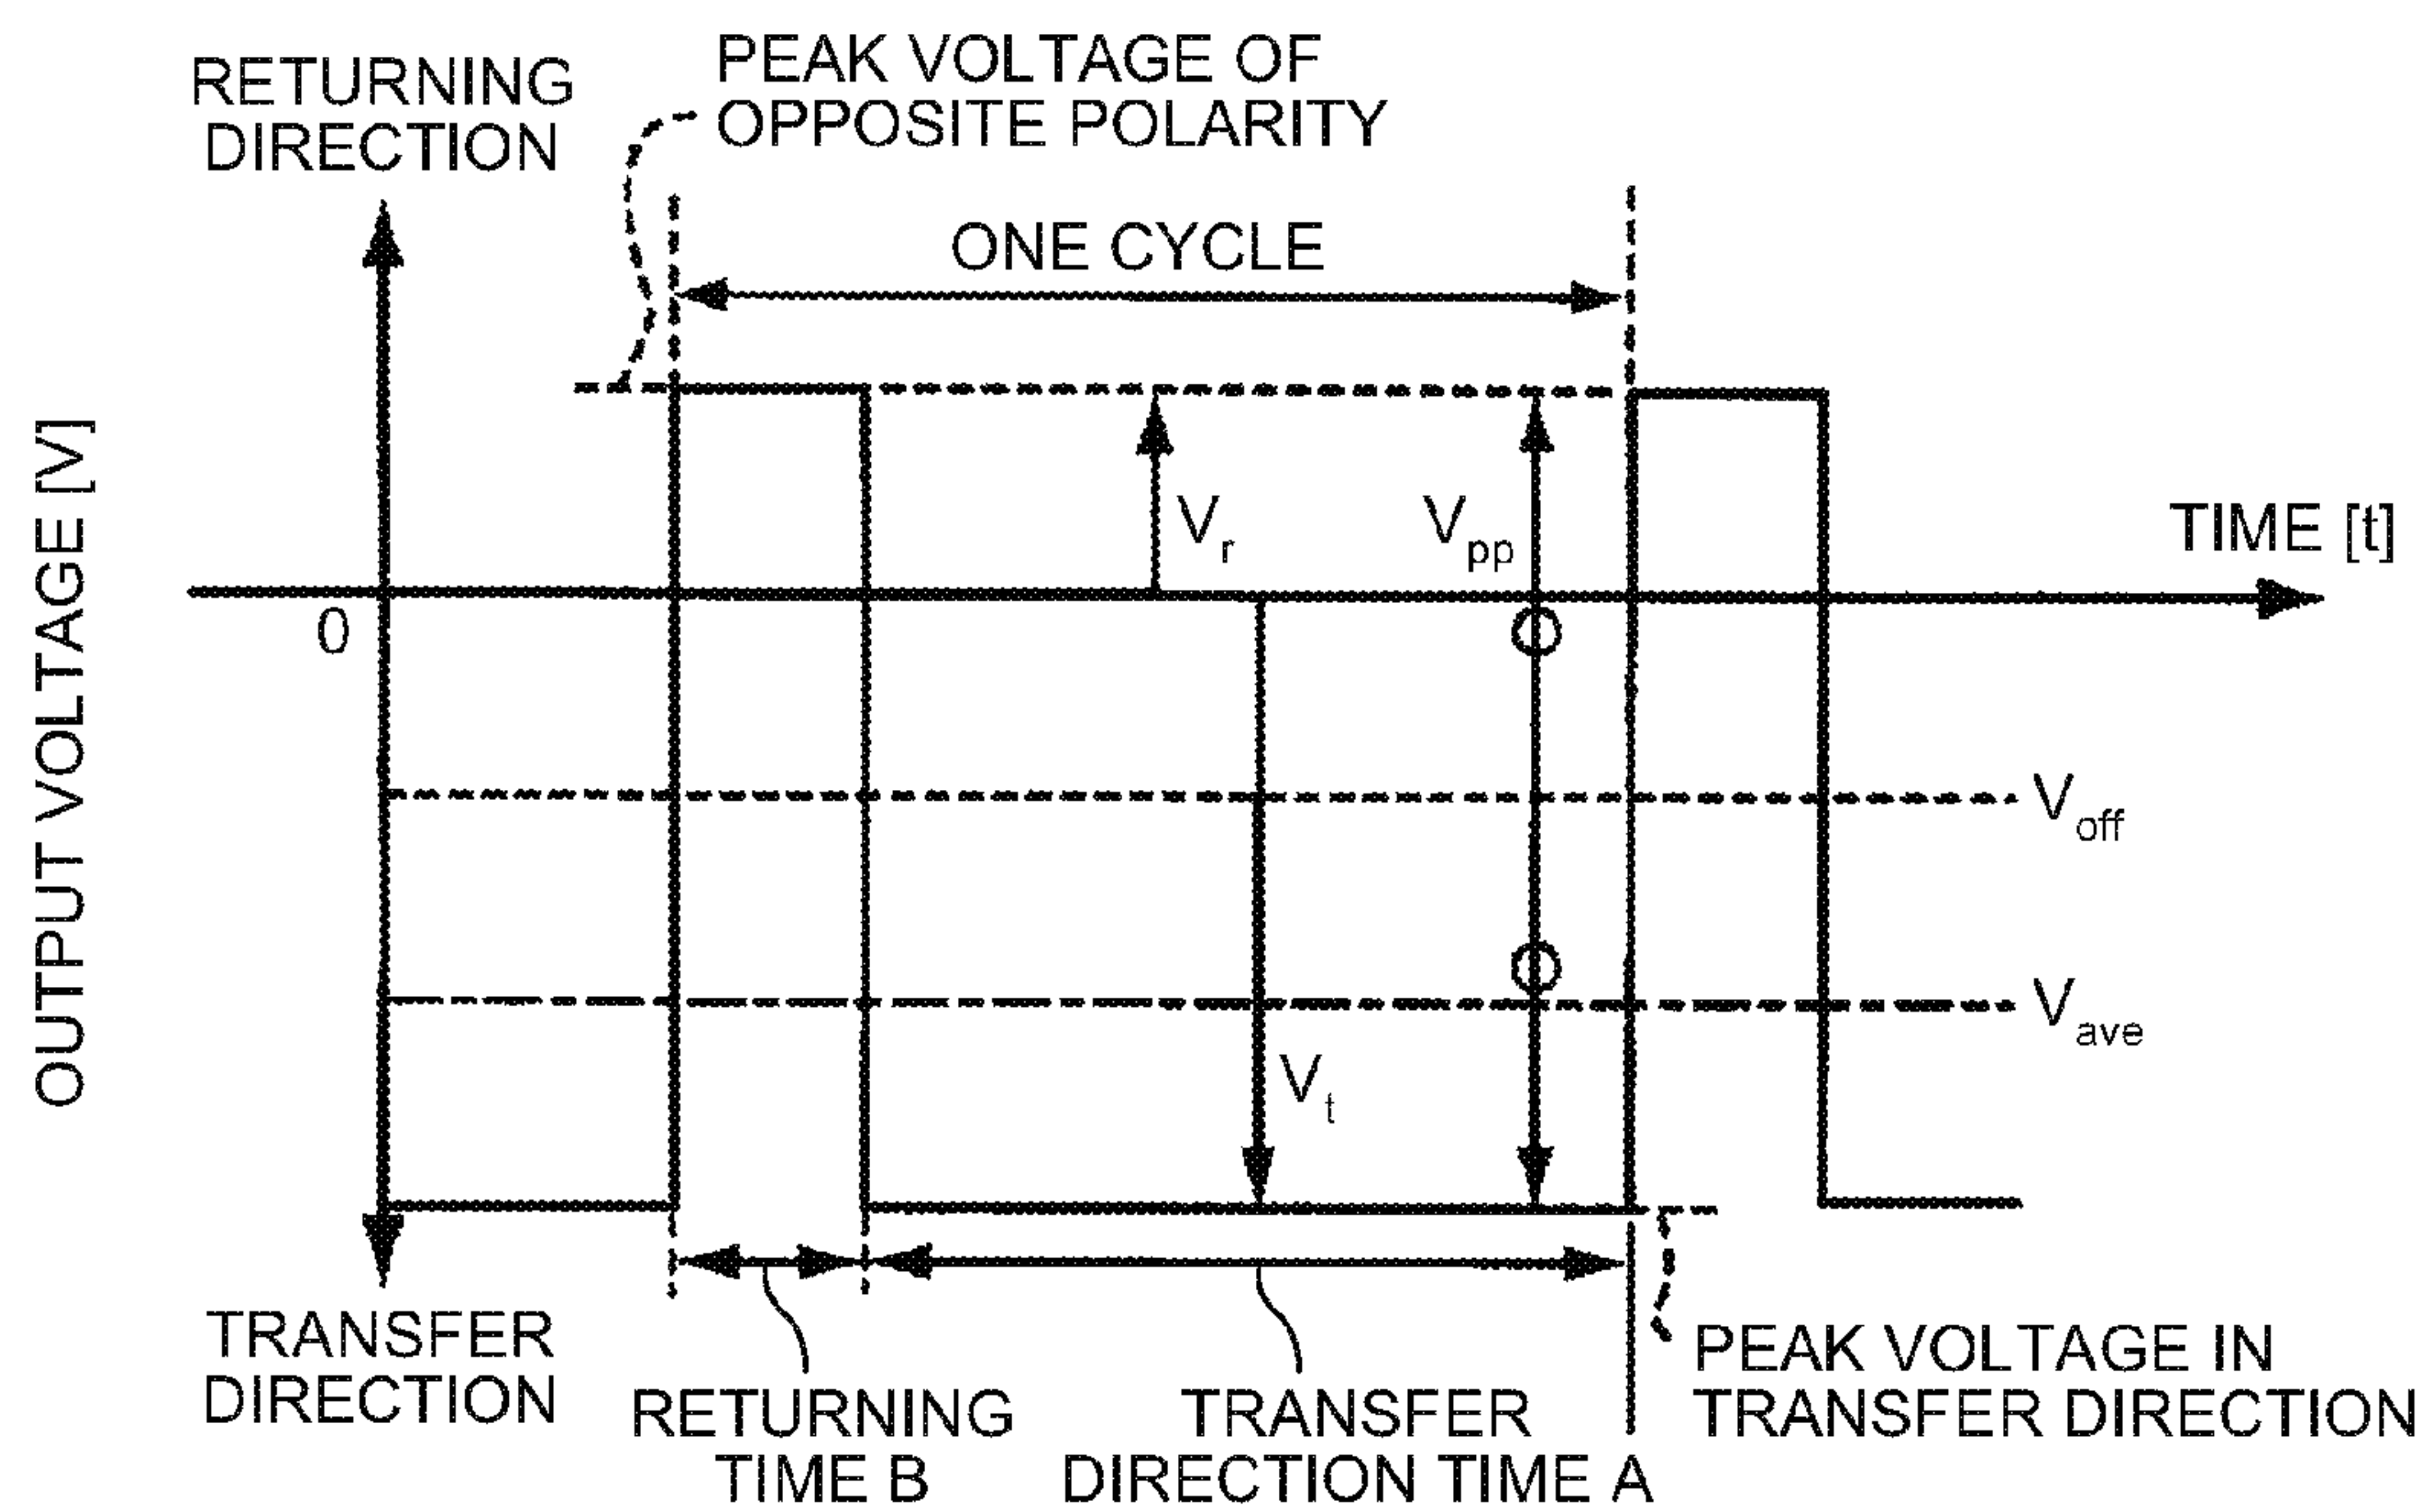 RETURNING
DIRECTION
PEAK VOLTAGE OF
OPPOSITE POLARITY
ONE CYCLE
OUTPUT VOLTAGE [V]
Vr
Vpp
TIME [t]
0
Voff
Vave
Vt
TRANSFER
DIRECTION
RETURNING
TIME B
TRANSFER
DIRECTION TIME A
PEAK VOLTAGE IN
TRANSFER DIRECTION